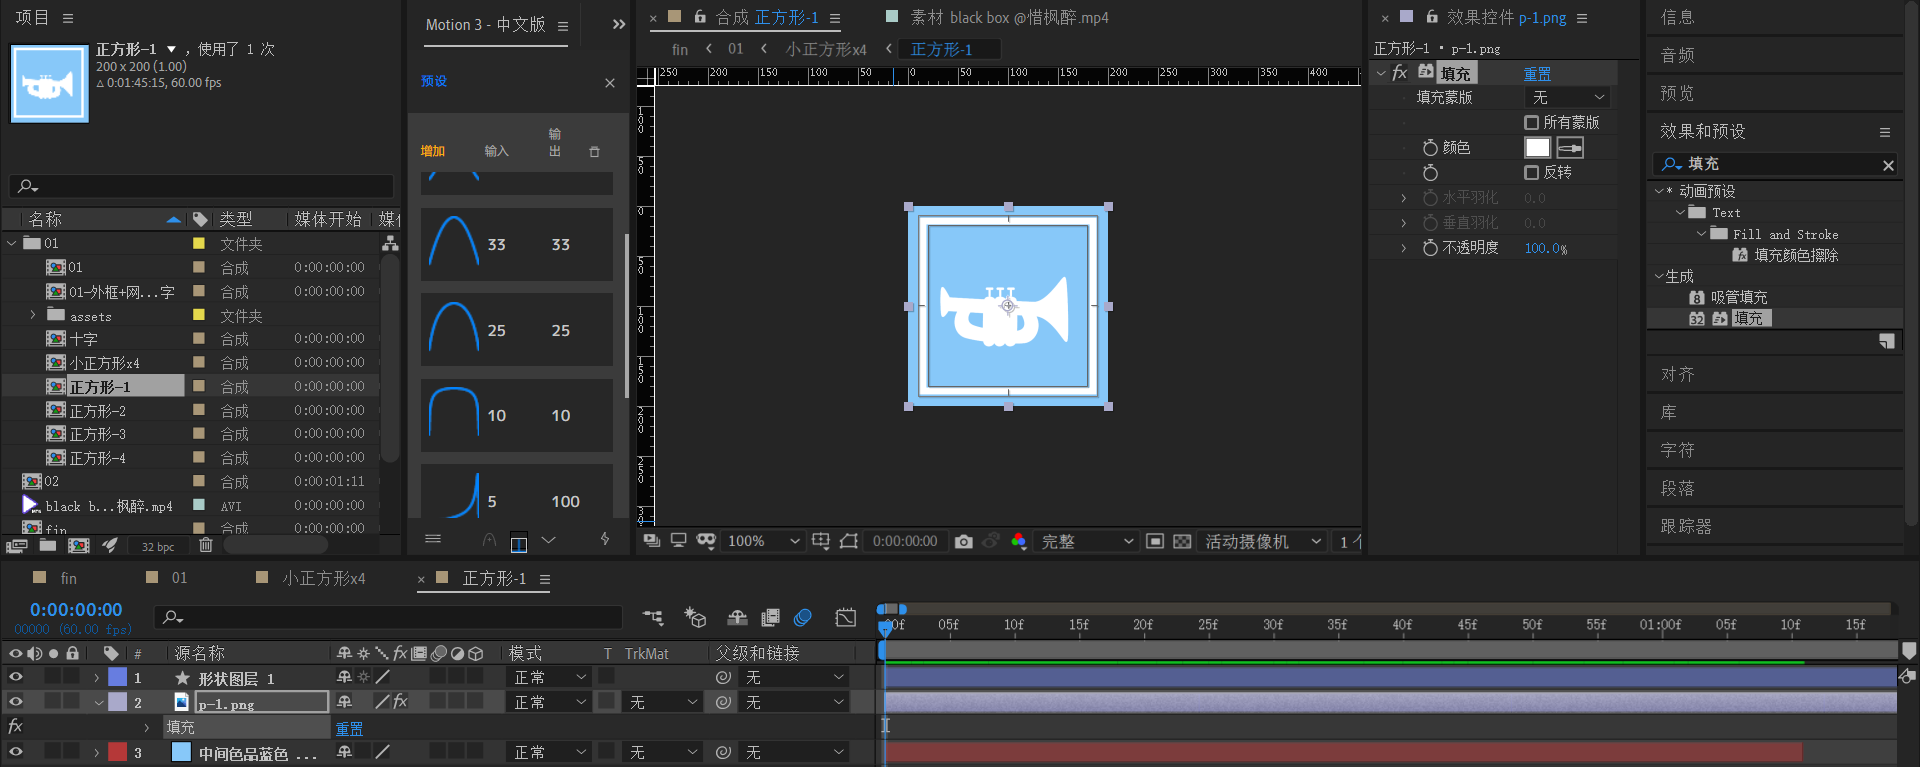 项目
正方形-1 ▼ ，使用了 1 次
200 x 200 (1.00)
△ 0:01:45:15, 60.00 fps
名称 类型 媒体开始
01 文件夹
01 合成 0:00:00:00
01-外框+网...字 合成 0:00:00:00
assets 文件夹
十字 合成 0:00:00:00
小正方形x4 合成 0:00:00:00
正方形-1 合成 0:00:00:00
正方形-2 合成 0:00:00:00
正方形-3 合成 0:00:00:00
正方形-4 合成 0:00:00:00
02 合成 0:00:01:11
black b...枫醉.mp4 AVI
fin 合成 0:00:00:00
32 bpc
Motion 3 - 中文版
预设
增加 输入 输出
33 33
25 25
10 10
5 100
合成 正方形-1 素材 black box @惜枫醉.mp4
fin 01 小正方形x4 正方形-1
250 200 150 100 50 0 50 100 150 200 250 300 350 400
100% 0:00:00:00 完整 活动摄像机 1 个
效果控件 p-1.png
正方形-1 · p-1.png
fx 填充 重置
填充蒙版 无
所有蒙版
颜色
反转
水平羽化 0.0
垂直羽化 0.0
不透明度 100.0%
信息
音频
预览
效果和预设
填充
* 动画预设
Text
Fill and Stroke
填充颜色擦除
生成
吸管填充
填充
对齐
库
字符
段落
跟踪器
fin 01 小正方形x4 正方形-1
0:00:00:00
00000 (60.00 fps)
00f 05f 10f 15f 20f 25f 30f 35f 40f 45f 50f 55f 01:00f 05f 10f 15f
# 源名称 模式 T TrkMat 父级和链接
1 形状图层 1 正常 无
2 p-1.png fx 正常 无 无
fx 填充 重置
3 中间色品蓝色 ... 正常 无 无